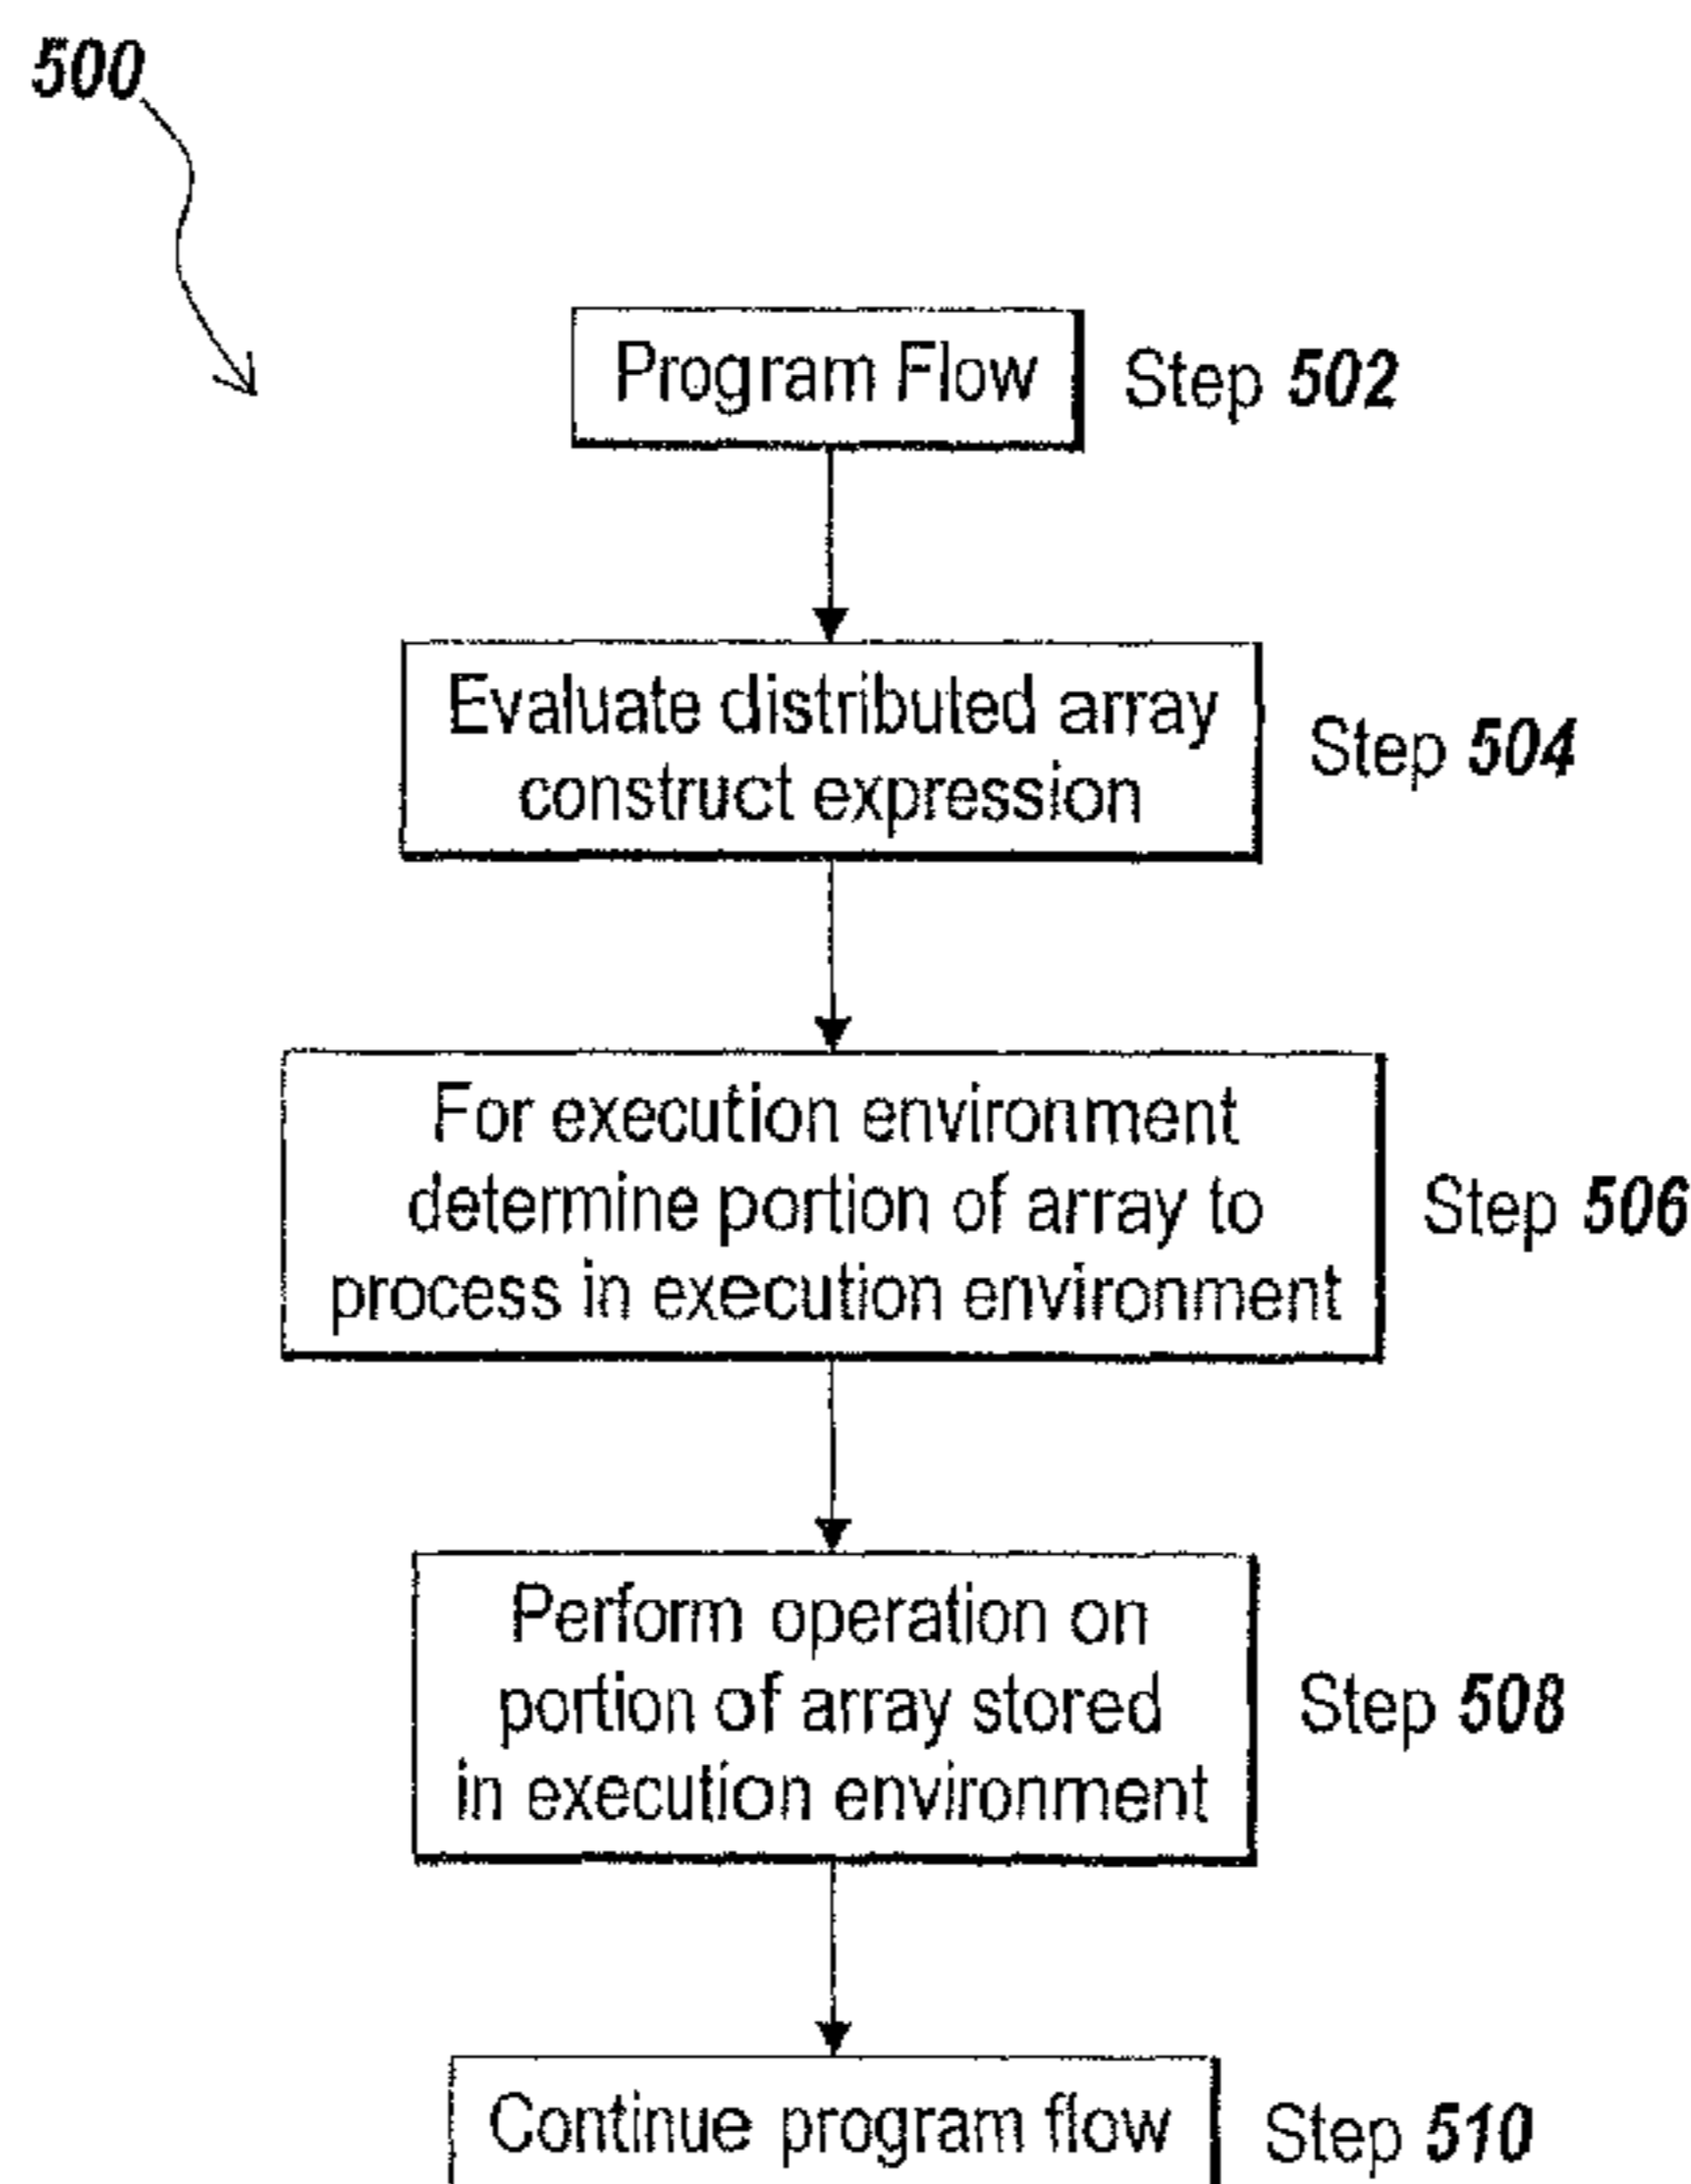 500
Program Flow
Step 502
Evaluate distributed array
construct expression
Step 504
For execution environment
determine portion of array to
process in execution environment
Step 506
Perform operation on
portion of array stored
in execution environment
Step 508
Continue program flow
Step 510